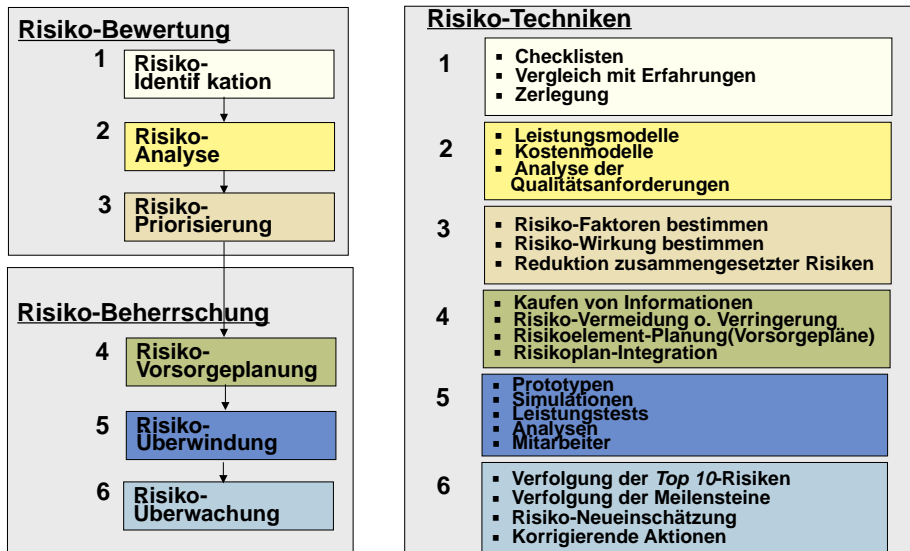 Risiko-Bewertung
1
Risiko-
Identif kation
2
Risiko-
Analyse
3
Risiko-
Priorisierung
Risiko-Beherrschung
4
Risiko-
Vorsorgeplanung
5
Risiko-
Überwindung
6
Risiko-
Überwachung
Risiko-Techniken
1
▪ Checklisten
▪ Vergleich mit Erfahrungen
▪ Zerlegung
2
▪ Leistungsmodelle
▪ Kostenmodelle
▪ Analyse der
Qualitätsanforderungen
3
▪ Risiko-Faktoren bestimmen
▪ Risiko-Wirkung bestimmen
▪ Reduktion zusammengesetzter Risiken
4
▪ Kaufen von Informationen
▪ Risiko-Vermeidung o. Verringerung
▪ Risikoelement-Planung(Vorsorgepläne)
▪ Risikoplan-Integration
5
▪ Prototypen
▪ Simulationen
▪ Leistungstests
▪ Analysen
▪ Mitarbeiter
6
▪ Verfolgung der Top 10-Risiken
▪ Verfolgung der Meilensteine
▪ Risiko-Neueinschätzung
▪ Korrigierende Aktionen